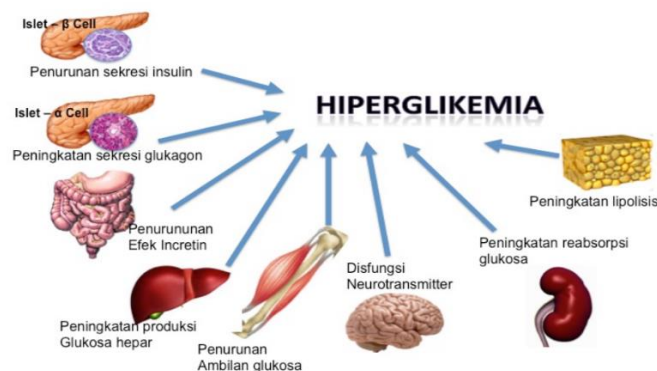 Islet – β Cell
Penurunan sekresi insulin
HIPERGLIKEMIA
Islet – α Cell
Peningkatan sekresi glukagon
Peningkatan lipolisis
Penurununan
Efek Incretin
Peningkatan reabsorpsi
glukosa
Disfungsi
Neurotransmitter
Peningkatan produksi
Glukosa hepar
Penurunan
Ambilan glukosa